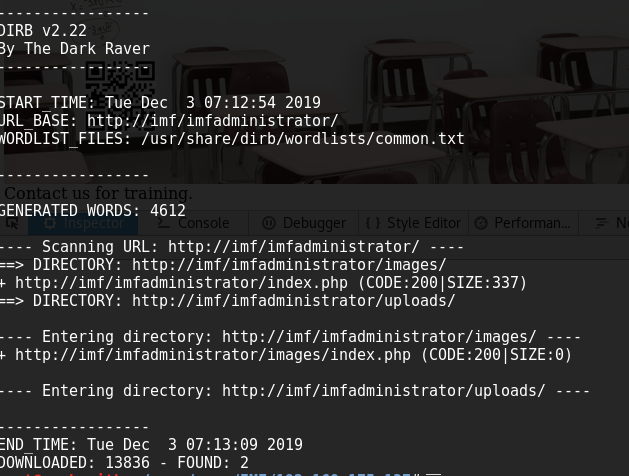 -----------------
DIRB v2.22
By The Dark Raver
-----------------
START_TIME: Tue Dec  3 07:12:54 2019
URL_BASE: http://imf/imfadministrator/
WORDLIST_FILES: /usr/share/dirb/wordlists/common.txt
-----------------
Contact us for training.
GENERATED WORDS: 4612
Inspector Console Debugger { } Style Editor Performan...
---- Scanning URL: http://imf/imfadministrator/ ----
==> DIRECTORY: http://imf/imfadministrator/images/
+ http://imf/imfadministrator/index.php (CODE:200|SIZE:337)
==> DIRECTORY: http://imf/imfadministrator/uploads/
---- Entering directory: http://imf/imfadministrator/images/ ----
+ http://imf/imfadministrator/images/index.php (CODE:200|SIZE:0)
---- Entering directory: http://imf/imfadministrator/uploads/ ----
-----------------
END_TIME: Tue Dec  3 07:13:09 2019
DOWNLOADED: 13836 - FOUND: 2